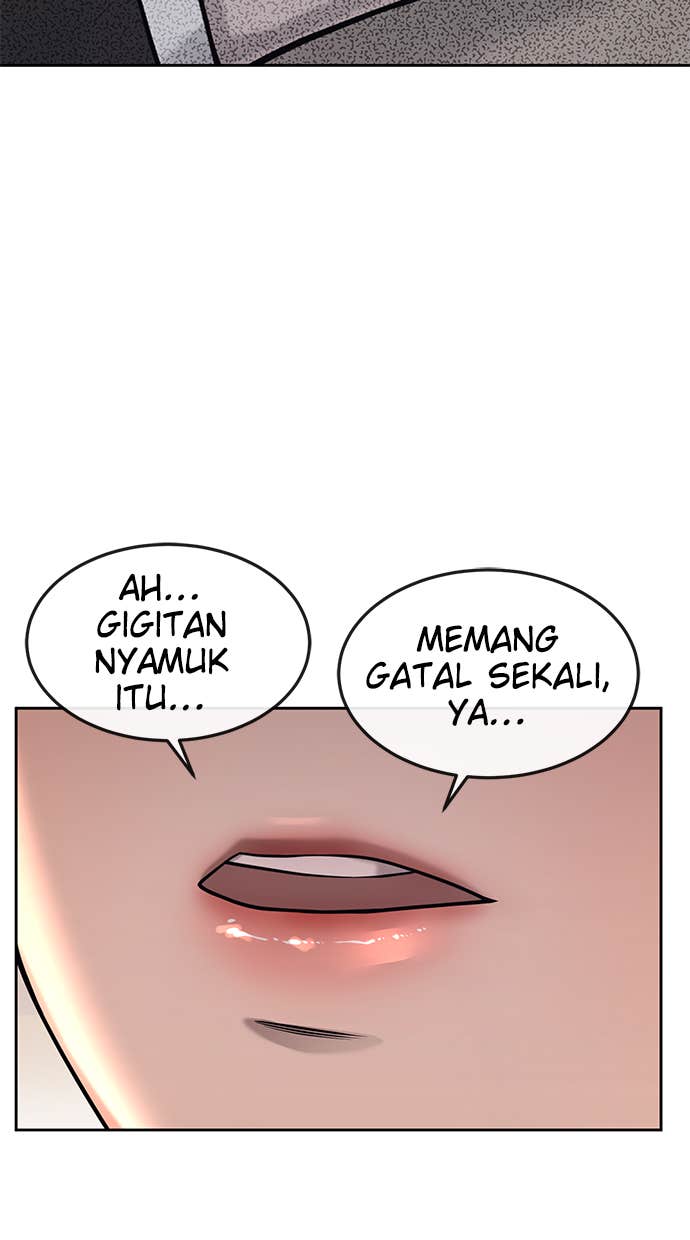 AH...
GIGITAN
NYAMUK
ITU...
MEMANG
GATAL SEKALI,
YA...